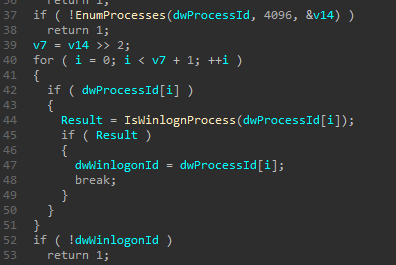 36 return 1;
37 if ( !EnumProcesses(dwProcessId, 4096, &v14) )
38 return 1;
39 v7 = v14 >> 2;
40 for ( i = 0; i < v7 + 1; ++i )
41 {
42 if ( dwProcessId[i] )
43 {
44 Result = IsWinlognProcess(dwProcessId[i]);
45 if ( Result )
46 {
47 dwWinlogonId = dwProcessId[i];
48 break;
49 }
50 }
51 }
52 if ( !dwWinlogonId )
53 return 1;